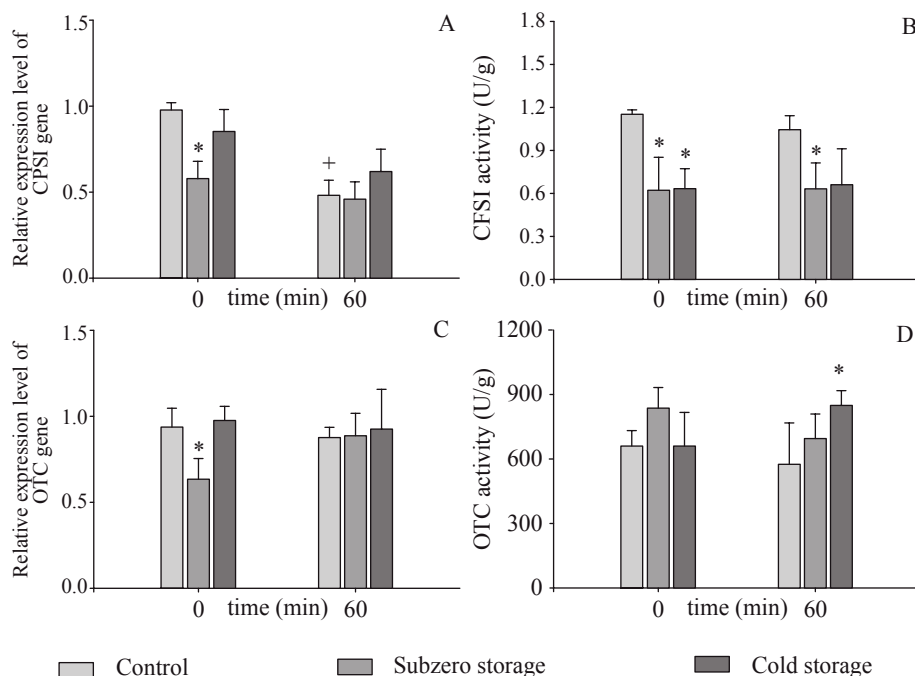 A
Relative expression level of
CPSI gene
1.5
1.0
0.5
0.0
*
+
0
time (min)
60
B
CFSI activity (U/g)
1.8
1.5
1.2
0.9
0.6
0.3
0.0
*
*
*
0
time (min)
60
C
Relative expression level of
OTC gene
1.5
1.0
0.5
0.0
*
0
time (min)
60
D
OTC activity (U/g)
1200
900
600
300
0
*
0
time (min)
60
Control
Subzero storage
Cold storage